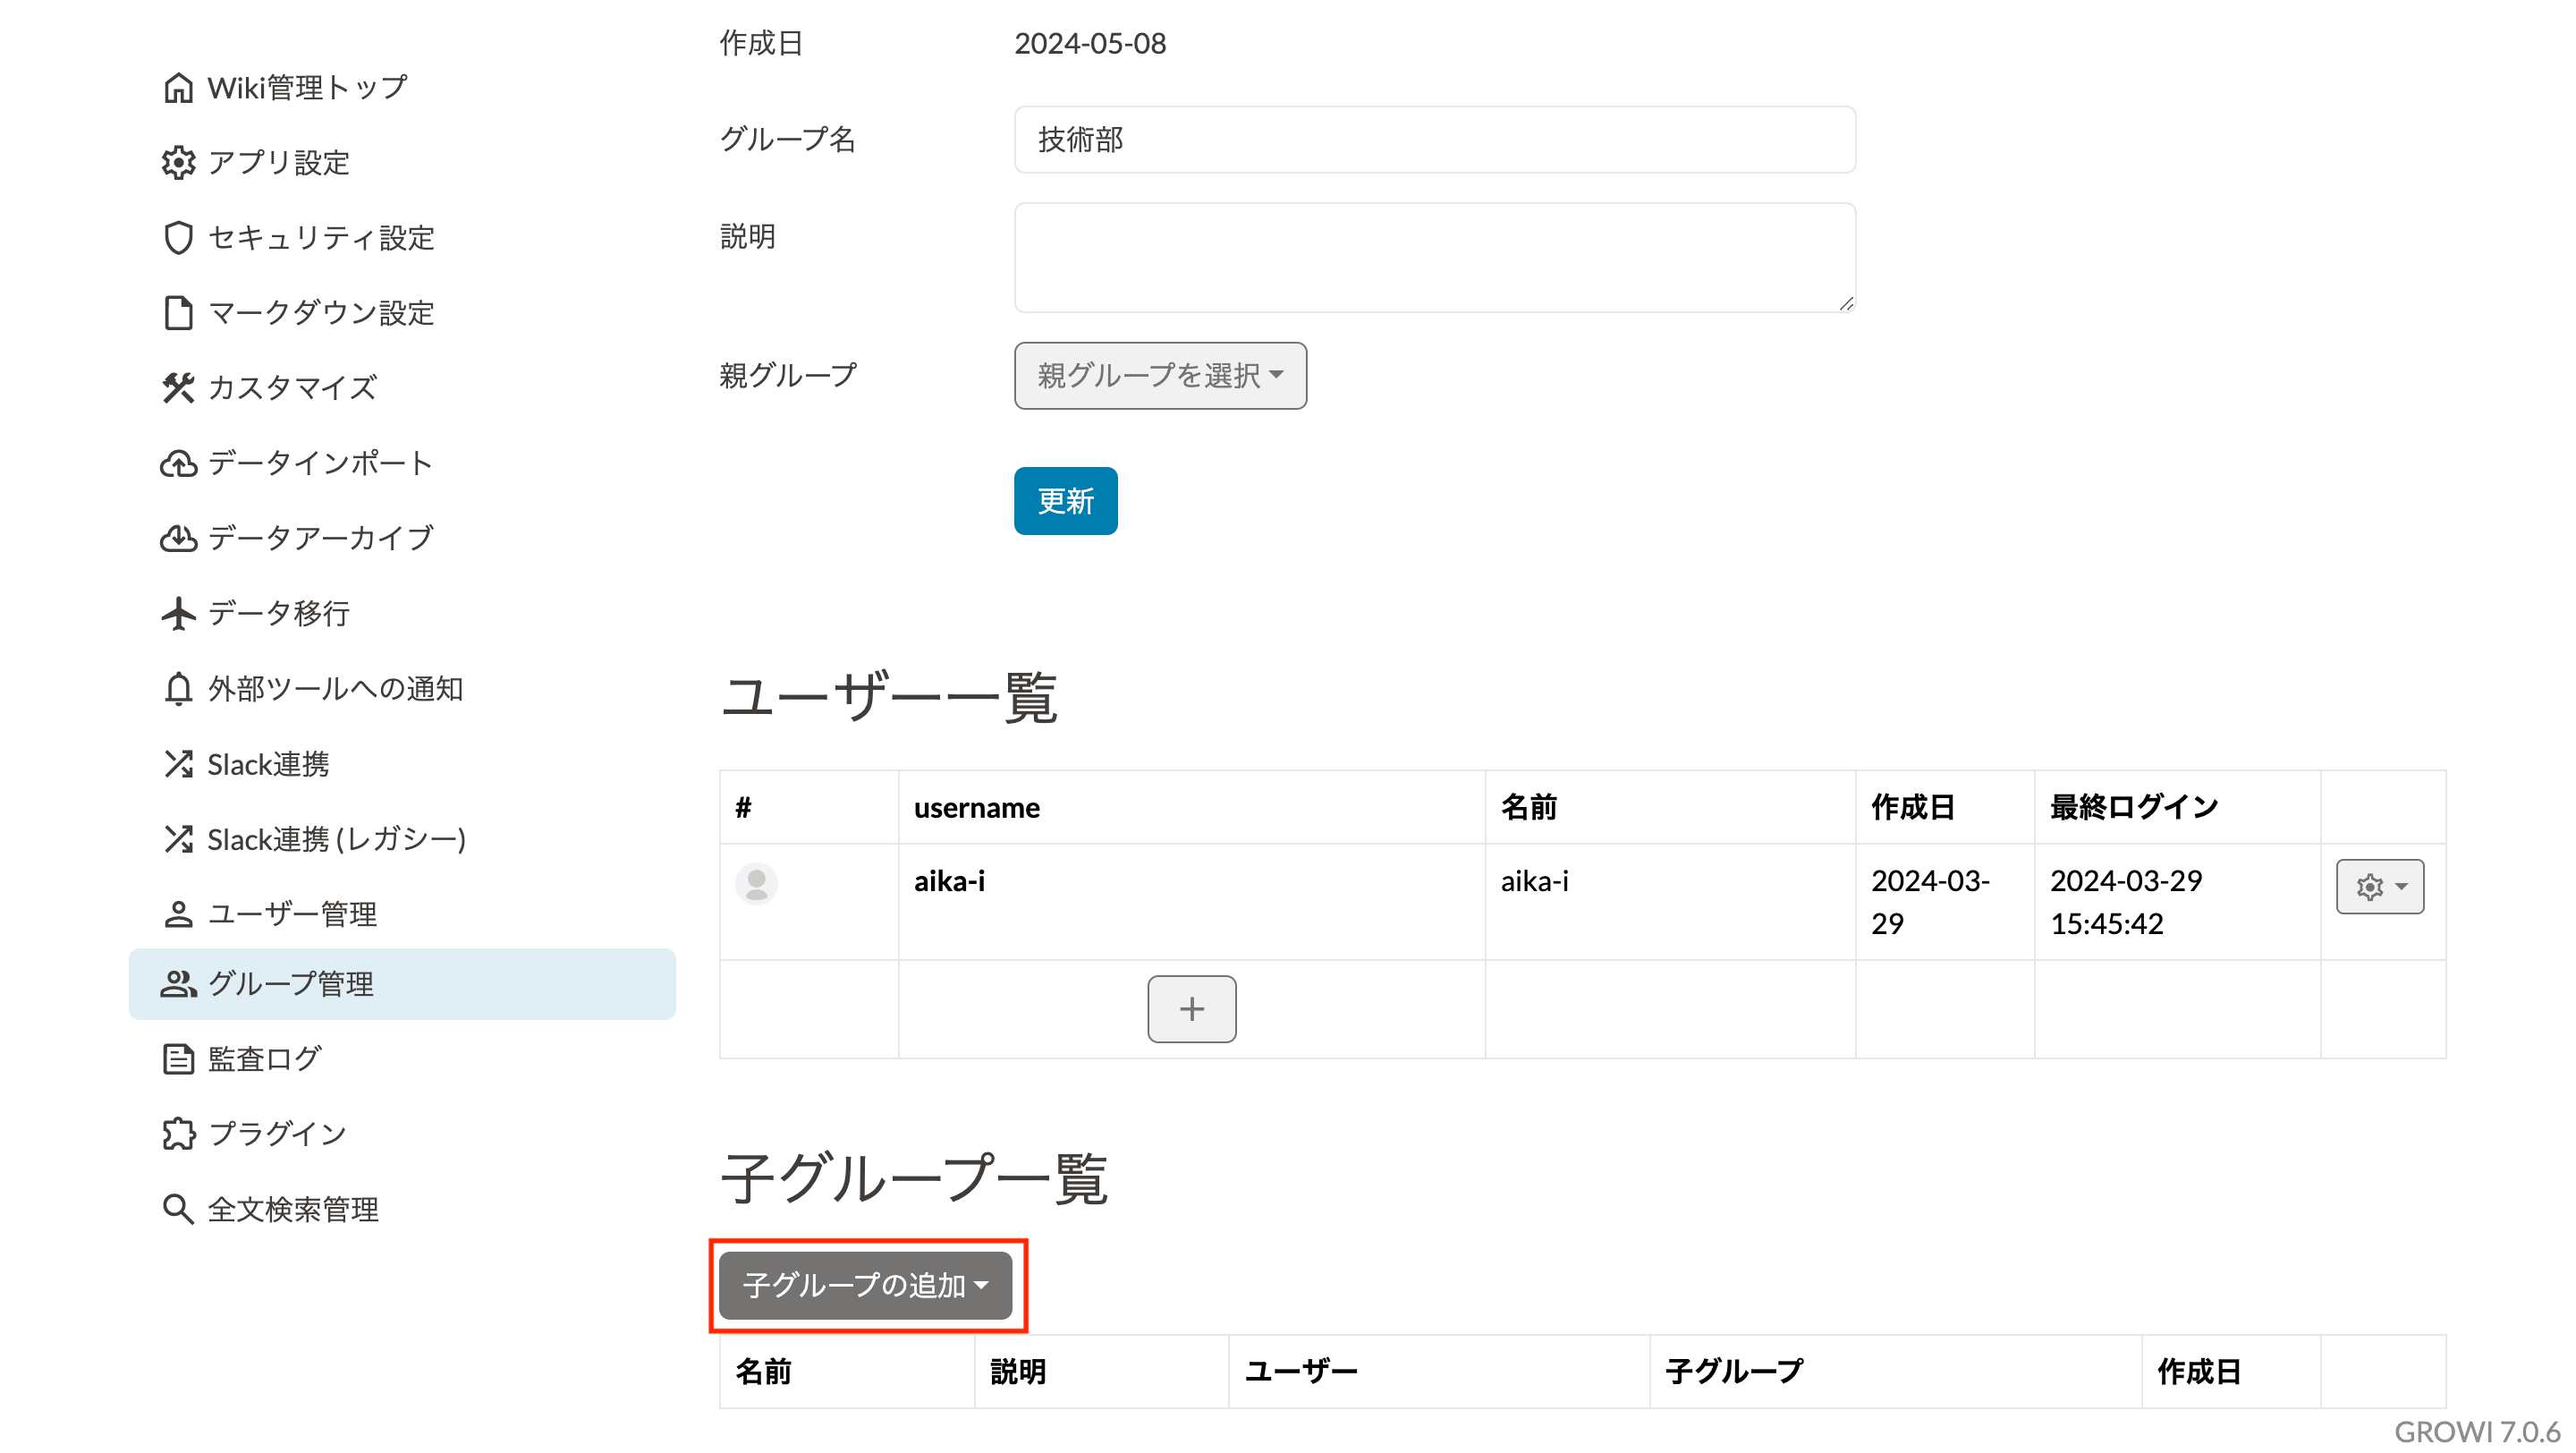 Wiki管理トップ
アプリ設定
セキュリティ設定
マークダウン設定
カスタマイズ
データインポート
データアーカイブ
データ移行
外部ツールへの通知
Slack連携
Slack連携 (レガシー)
ユーザー管理
グループ管理
監査ログ
プラグイン
全文検索管理
作成日 2024-05-08
グループ名 技術部
説明
親グループ 親グループを選択
更新
ユーザー一覧
# username 名前 作成日 最終ログイン
aika-i aika-i 2024-03-29 2024-03-29 15:45:42
+
子グループ一覧
子グループの追加
名前 説明 ユーザー 子グループ 作成日
GROWI 7.0.6